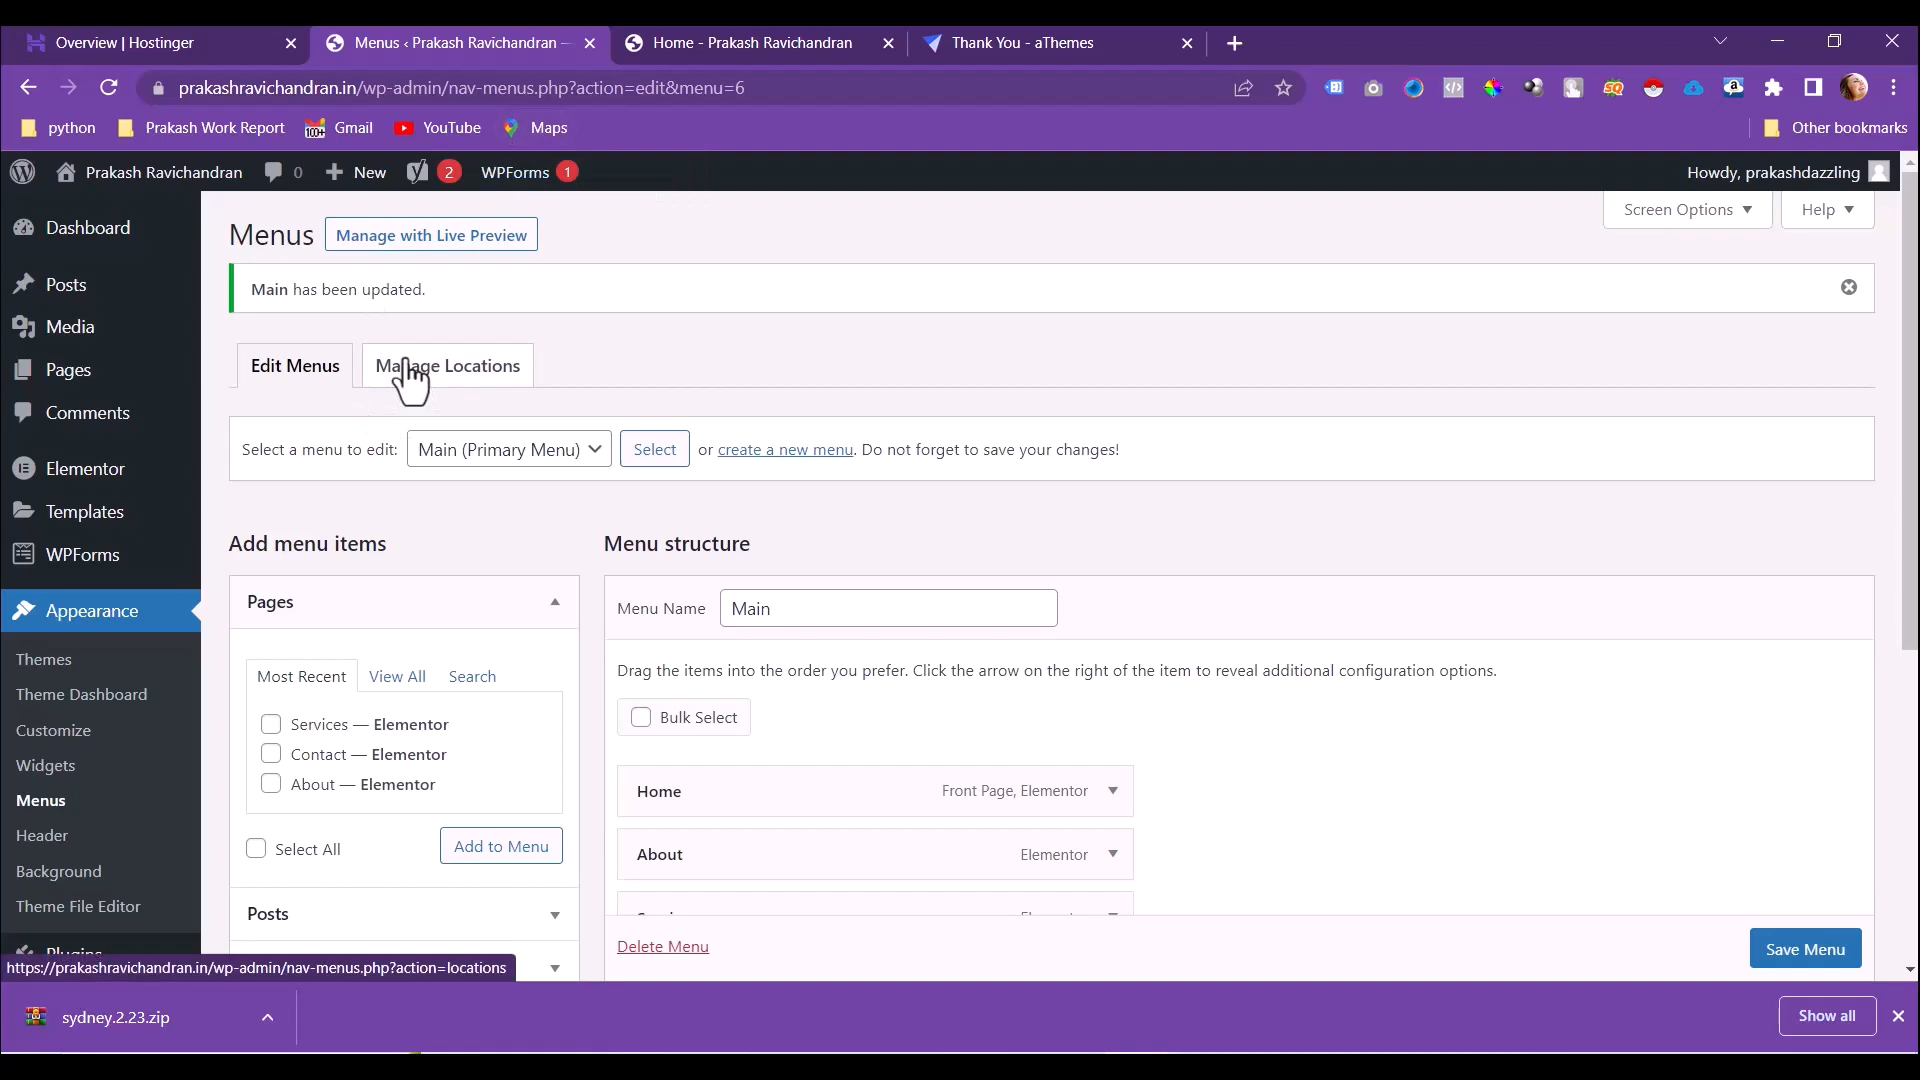 Overview | Hostinger
Menus ‹ Prakash Ravichandran —
Home - Prakash Ravichandran
Thank You - aThemes
prakashravichandran.in/wp-admin/nav-menus.php?action=edit&menu=6
python
Prakash Work Report
100+
Gmail
YouTube
Maps
Other bookmarks
Prakash Ravichandran
0
New
2
WPForms
1
Howdy, prakashdazzling
Dashboard
Posts
Media
Pages
Comments
Elementor
Templates
WPForms
Appearance
Themes
Theme Dashboard
Customize
Widgets
Menus
Header
Background
Theme File Editor
Plugins
Menus
Manage with Live Preview
Screen Options
Help
Main has been updated.
Edit Menus
Manage Locations
Select a menu to edit:
Main (Primary Menu)
Select
or create a new menu. Do not forget to save your changes!
Add menu items
Pages
Most Recent
View All
Search
Services — Elementor
Contact — Elementor
About — Elementor
Select All
Add to Menu
Posts
Menu structure
Menu Name
Main
Drag the items into the order you prefer. Click the arrow on the right of the item to reveal additional configuration options.
Bulk Select
Home
Front Page, Elementor
About
Elementor
Delete Menu
Save Menu
https://prakashravichandran.in/wp-admin/nav-menus.php?action=locations
sydney.2.23.zip
Show all